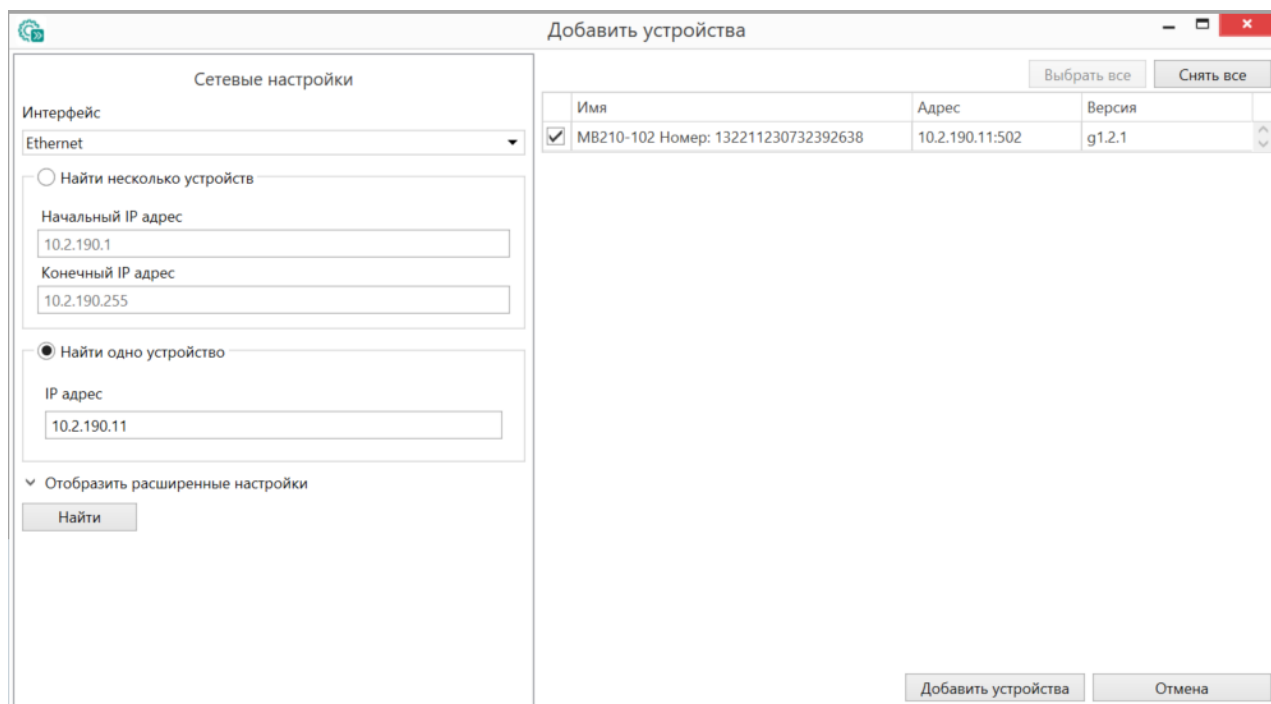 Добавить устройства
Сетевые настройки
Интерфейс
Ethernet
Найти несколько устройств
Начальный IP адрес
10.2.190.1
Конечный IP адрес
10.2.190.255
Найти одно устройство
IP адрес
10.2.190.11
Отобразить расширенные настройки
Найти
Выбрать все Снять все
Имя Адрес Версия
МВ210-102 Номер: 132211230732392638 10.2.190.11:502 g1.2.1
Добавить устройства Отмена